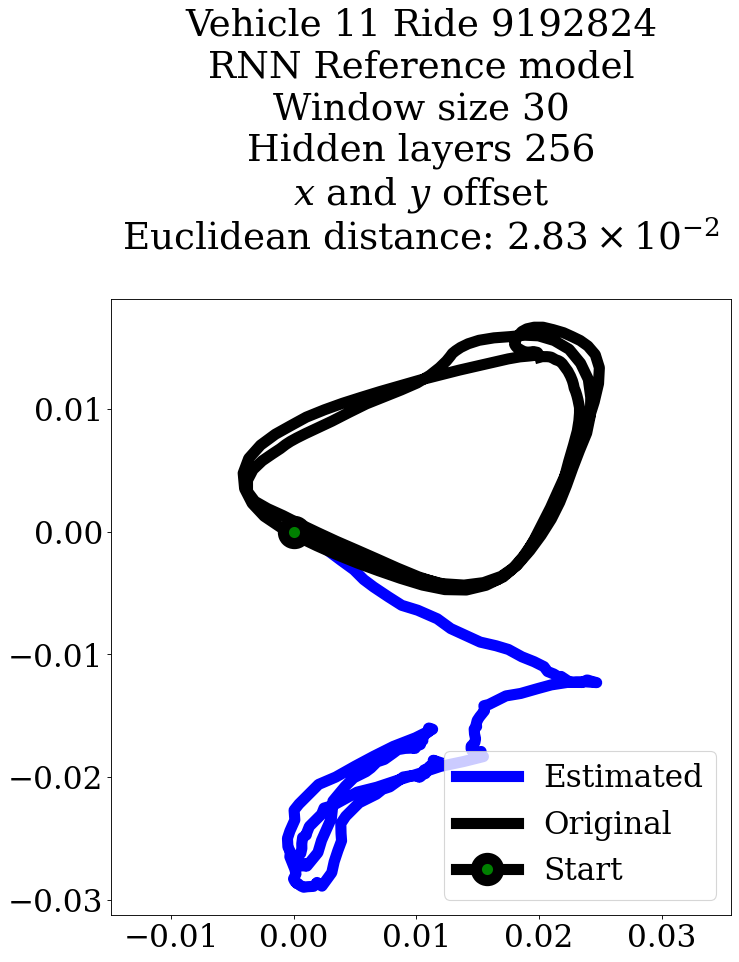 Vehicle 11 Ride 9192824
RNN Reference model
Window size 30
Hidden layers 256
x and y offset
Euclidean distance: 2.83 × 10⁻²
0.01
0.00
−0.01
−0.02
−0.03
−0.01 0.00 0.01 0.02 0.03
Estimated
Original
Start